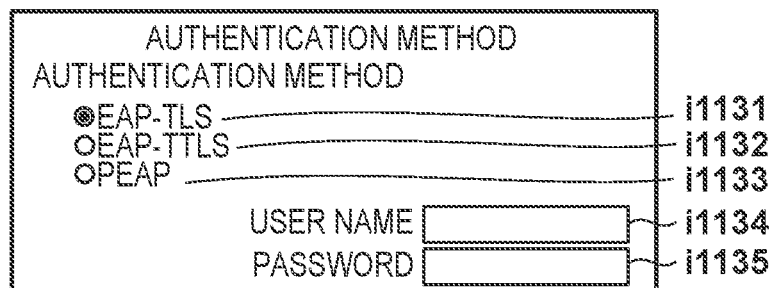 AUTHENTICATION METHOD
AUTHENTICATION METHOD
EAP-TLS i1131
EAP-TTLS i1132
PEAP i1133
USER NAME i1134
PASSWORD i1135